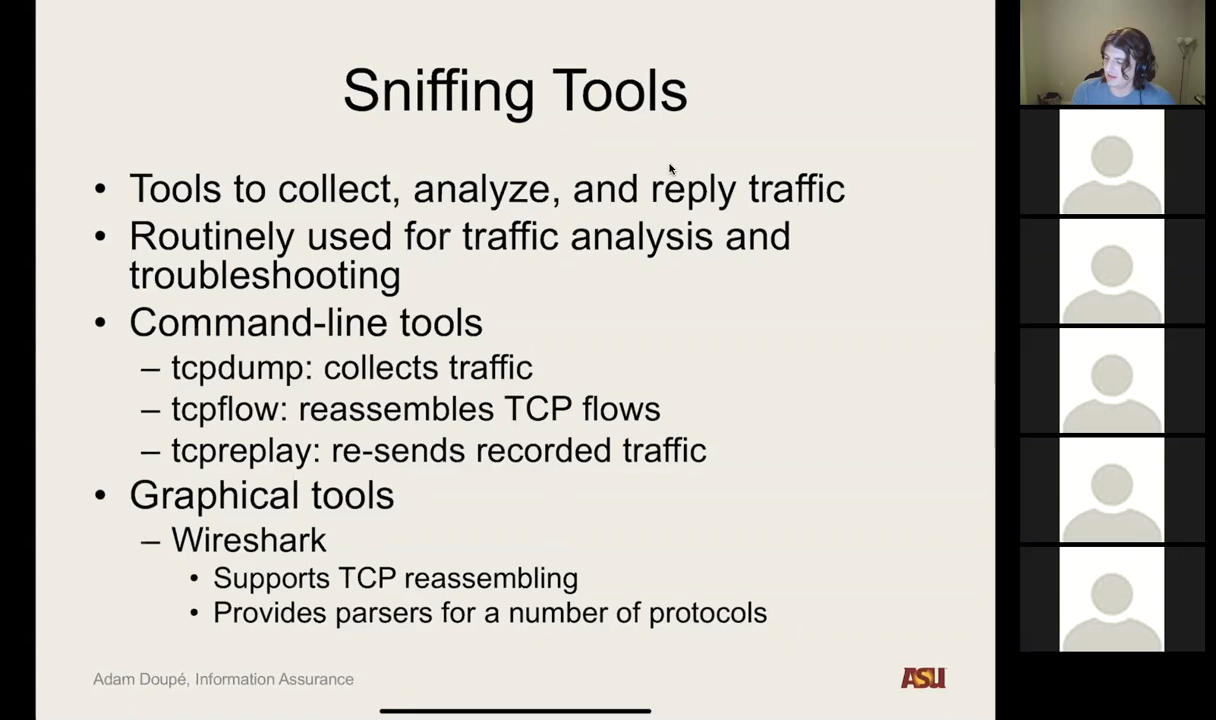 Sniffing Tools
• Tools to collect, analyze, and reply traffic
• Routinely used for traffic analysis and
troubleshooting
• Command-line tools
– tcpdump: collects traffic
– tcpflow: reassembles TCP flows
– tcpreplay: re-sends recorded traffic
• Graphical tools
– Wireshark
• Supports TCP reassembling
• Provides parsers for a number of protocols
Adam Doupé, Information Assurance
ASU